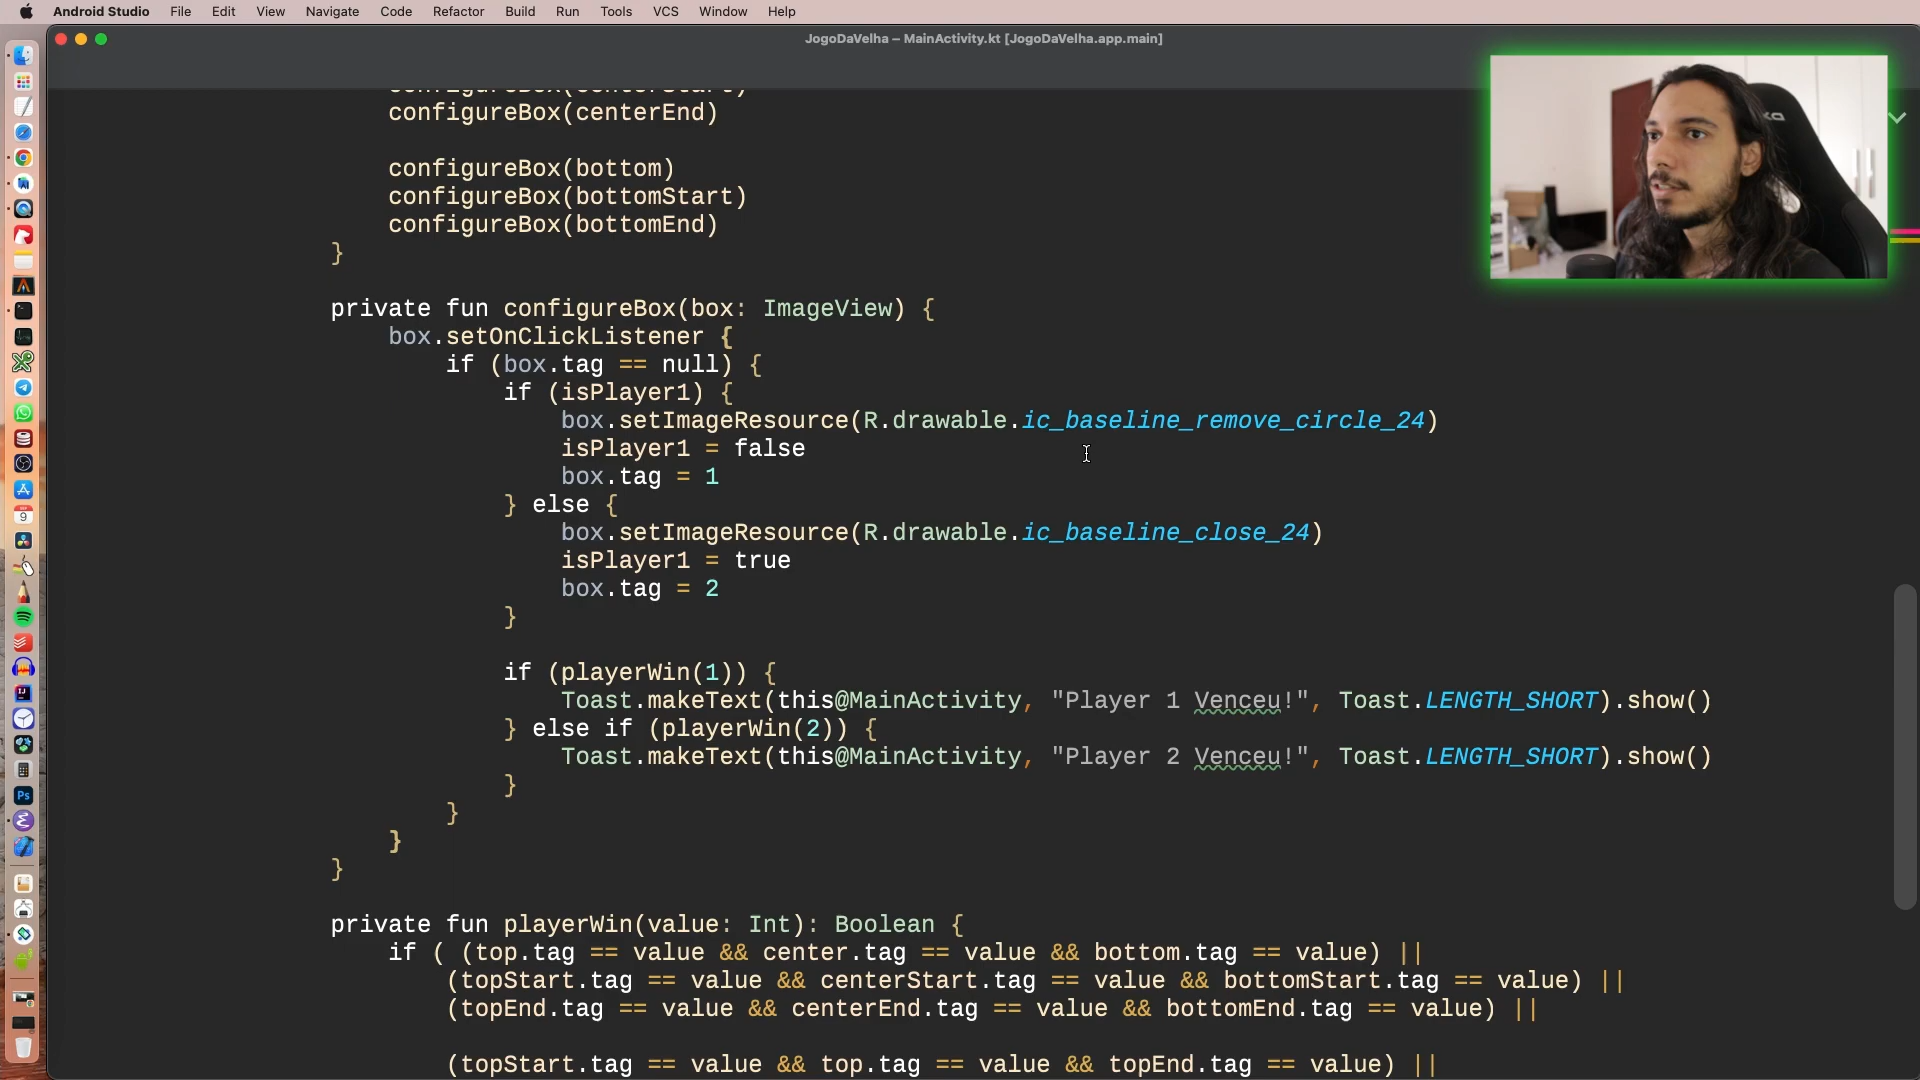 Android Studio File Edit View Navigate Code Refactor Build Run Tools VCS Window Help
JogoDaVelha – MainActivity.kt [JogoDaVelha.app.main]
configureBox(centerStart)
configureBox(centerEnd)
configureBox(bottom)
configureBox(bottomStart)
configureBox(bottomEnd)
}
private fun configureBox(box: ImageView) {
box.setOnClickListener {
if (box.tag == null) {
if (isPlayer1) {
box.setImageResource(R.drawable.ic_baseline_remove_circle_24)
isPlayer1 = false
box.tag = 1
} else {
box.setImageResource(R.drawable.ic_baseline_close_24)
isPlayer1 = true
box.tag = 2
}
if (playerWin(1)) {
Toast.makeText(this@MainActivity, "Player 1 Venceu!", Toast.LENGTH_SHORT).show()
} else if (playerWin(2)) {
Toast.makeText(this@MainActivity, "Player 2 Venceu!", Toast.LENGTH_SHORT).show()
}
}
}
}
private fun playerWin(value: Int): Boolean {
if ( (top.tag == value && center.tag == value && bottom.tag == value) ||
(topStart.tag == value && centerStart.tag == value && bottomStart.tag == value) ||
(topEnd.tag == value && centerEnd.tag == value && bottomEnd.tag == value) ||
(topStart.tag == value && top.tag == value && topEnd.tag == value) ||
9
Ps